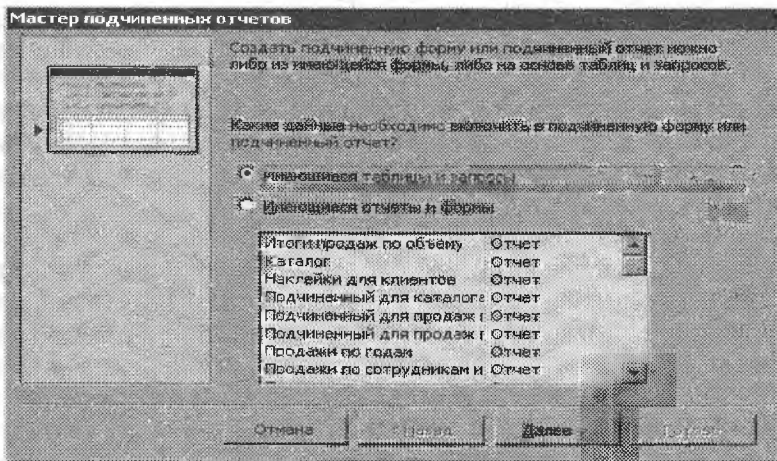 Мастер подчиненных отчетов
Создать подчиненную форму или подчиненный отчет можно
либо из имеющейся формы, либо на основе таблиц и запросов.
Какие данные необходимо включить в подчиненную форму или
подчиненный отчет?
Имеющиеся таблицы и запросы
Имеющиеся отчеты и формы
Итоги продаж по объему Отчет
Каталог Отчет
Наклейки для клиентов Отчет
Подчиненный для каталога Отчет
Подчиненный для продаж г Отчет
Подчиненный для продаж г Отчет
Продажи по годам Отчет
Продажи по сотрудникам и Отчет
Отмена Назад Далее